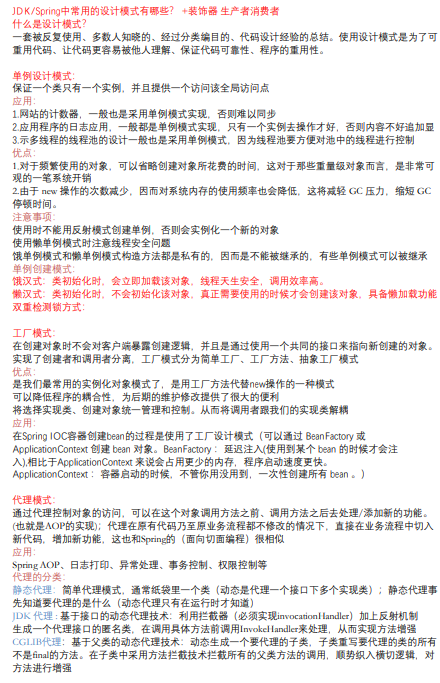 JDK/Spring中常用的设计模式有哪些？ +装饰器 生产者消费者
什么是设计模式？
一套被反复使用、多数人知晓的、经过分类编目的、代码设计经验的总结。使用设计模式是为了可
重用代码、让代码更容易被他人理解、保证代码可靠性、程序的重用性。
单例设计模式：
保证一个类只有一个实例，并且提供一个访问该全局访问点
应用：
1.网站的计数器，一般也是采用单例模式实现，否则难以同步
2.应用程序的日志应用，一般都是单例模式实现，只有一个实例去操作才好，否则内容不好追加显
3.示多线程的线程池的设计一般也是采用单例模式，因为线程池要方便对池中的线程进行控制
优点：
1.对于频繁使用的对象，可以省略创建对象所花费的时间，这对于那些重量级对象而言，是非常可
观的一笔系统开销
2.由于 new 操作的次数减少，因而对系统内存的使用频率也会降低，这将减轻 GC 压力，缩短 GC
停顿时间。
注意事项：
使用时不能用反射模式创建单例，否则会实例化一个新的对象
使用懒单例模式时注意线程安全问题
饿单例模式和懒单例模式构造方法都是私有的，因而是不能被继承的，有些单例模式可以被继承
单例创建模式：
饿汉式：类初始化时，会立即加载该对象，线程天生安全，调用效率高。
懒汉式：类初始化时，不会初始化该对象，真正需要使用的时候才会创建该对象，具备懒加载功能
双重检测锁方式：
工厂模式：
在创建对象时不会对客户端暴露创建逻辑，并且是通过使用一个共同的接口来指向新创建的对象。
实现了创建者和调用者分离，工厂模式分为简单工厂、工厂方法、抽象工厂模式
优点：
是我们最常用的实例化对象模式了，是用工厂方法代替new操作的一种模式
可以降低程序的耦合性，为后期的维护修改提供了很大的便利
将选择实现类、创建对象统一管理和控制。从而将调用者跟我们的实现类解耦
应用：
在Spring IOC容器创建bean的过程是使用了工厂设计模式（可以通过 BeanFactory 或
ApplicationContext 创建 bean 对象。BeanFactory： 延迟注入(使用到某个 bean 的时候才会注
入),相比于ApplicationContext 来说会占用更少的内存，程序启动速度更快。
ApplicationContext ：容器启动的时候，不管你用没用到，一次性创建所有 bean 。）
代理模式：
通过代理控制对象的访问，可以在这个对象调用方法之前、调用方法之后去处理/添加新的功能。
(也就是AOP的实现)；代理在原有代码乃至原业务流程都不修改的情况下，直接在业务流程中切入
新代码，增加新功能，这也和Spring的（面向切面编程）很相似
应用：
Spring AOP、日志打印、异常处理、事务控制、权限控制等
代理的分类：
静态代理：简单代理模式，通常纸袋里一个类（动态是代理一个接口下多个实现类）；静态代理事
先知道要代理的是什么（动态代理只有在运行时才知道）
JDK 代理 : 基于接口的动态代理技术：利用拦截器（必须实现invocationHandler）加上反射机制
生成一个代理接口的匿名类，在调用具体方法前调用InvokeHandler来处理，从而实现方法增强
CGLIB代理：基于父类的动态代理技术：动态生成一个要代理的子类，子类重写要代理的类的所有
不是final的方法。在子类中采用方法拦截技术拦截所有的父类方法的调用，顺势织入横切逻辑，对
方法进行增强